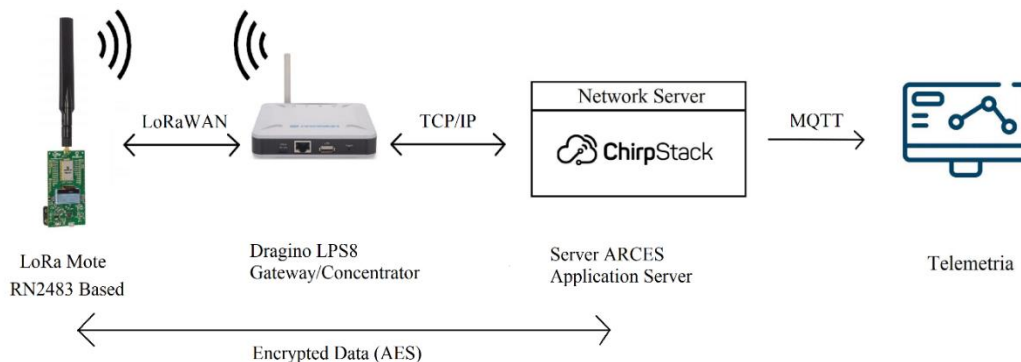 LoRaWAN
TCP/IP
Network Server
ChirpStack
MQTT
LoRa Mote
RN2483 Based
Dragino LPS8
Gateway/Concentrator
Server ARCES
Application Server
Telemetria
Encrypted Data (AES)